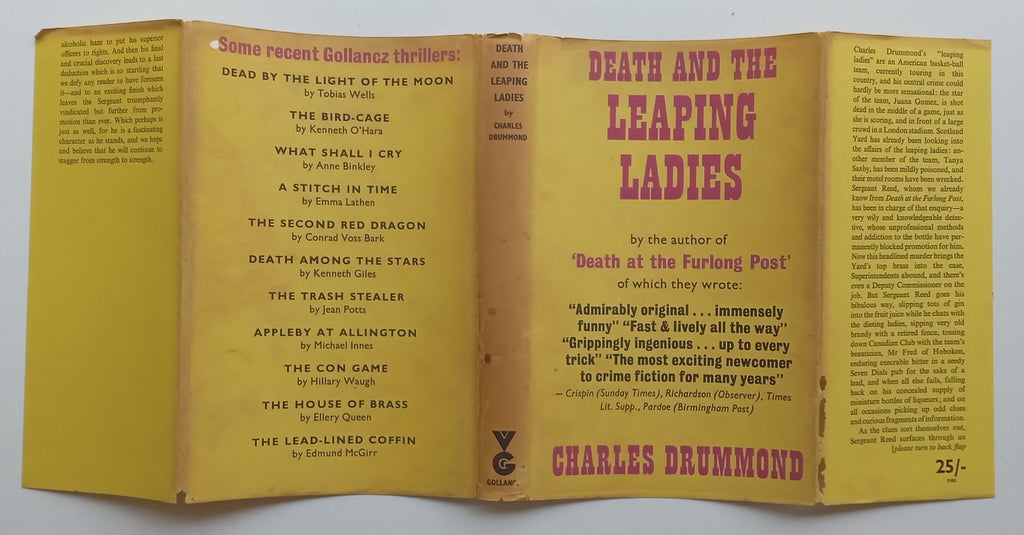 alcoholic haze to put his superior
officers to rights. And then his final
and crucial discovery leads to a last
deduction which is so startling that
we defy any reader to have foreseen
it—and to an exciting finish which
leaves the Sergeant triumphantly
vindicated but further from pro-
motion than ever. Which perhaps is
just as well, for he is a fascinating
character as he stands, and we hope
and believe that he will continue to
stagger from strength to strength.
Some recent Gollancz thrillers:
DEAD BY THE LIGHT OF THE MOON
by Tobias Wells
THE BIRD-CAGE
by Kenneth O'Hara
WHAT SHALL I CRY
by Anne Binkley
A STITCH IN TIME
by Emma Lathen
THE SECOND RED DRAGON
by Conrad Voss Bark
DEATH AMONG THE STARS
by Kenneth Giles
THE TRASH STEALER
by Jean Potts
APPLEBY AT ALLINGTON
by Michael Innes
THE CON GAME
by Hillary Waugh
THE HOUSE OF BRASS
by Ellery Queen
THE LEAD-LINED COFFIN
by Edmund McGirr
DEATH
AND THE
LEAPING
LADIES
by
CHARLES
DRUMMOND
VG
GOLLANC
DEATH AND THE
LEAPING
LADIES
by the author of
'Death at the Furlong Post'
of which they wrote:
"Admirably original . . . immensely
funny" "Fast & lively all the way"
"Grippingly ingenious . . . up to every
trick" "The most exciting newcomer
to crime fiction for many years"
— Crispin (Sunday Times), Richardson (Observer), Times
Lit. Supp., Pardoe (Birmingham Post)
CHARLES DRUMMOND
Charles Drummond's "leaping
ladies" are an American basket-ball
team, currently touring in this
country, and his central crime could
hardly be more sensational: the star
of the team, Juana Gomez, is shot
dead in the middle of a game, just as
she is scoring, and in front of a large
crowd in a London stadium. Scotland
Yard has already been looking into
the affairs of the leaping ladies: an-
other member of the team, Tanya
Saxby, has been mildly poisoned, and
their motel rooms have been wrecked.
Sergeant Reed, whom we already
know from Death at the Furlong Post,
has been in charge of that enquiry—a
very wily and knowledgeable detec-
tive, whose unprofessional methods
and addiction to the bottle have per-
manently blocked promotion for him.
Now this headlined murder brings the
Yard's top brass into the case,
Superintendents abound, and there's
even a Deputy Commissioner on the
job. But Sergeant Reed goes his
bibulous way, slipping tots of gin
into the fruit juice while he chats with
the dieting ladies, sipping very old
brandy with a retired fence, tossing
down Canadian Club with the team's
beautician, Mr Fred of Hoboken,
enduring execrable bitter in a seedy
Seven Dials pub for the sake of a
lead, and when all else fails, falling
back on his concealed supply of
miniature bottles of liqueurs; and on
all occasions picking up odd clues
and curious fragments of information.
As the clues sort themselves out,
Sergeant Reed surfaces through an
[please turn to back flap
25/-